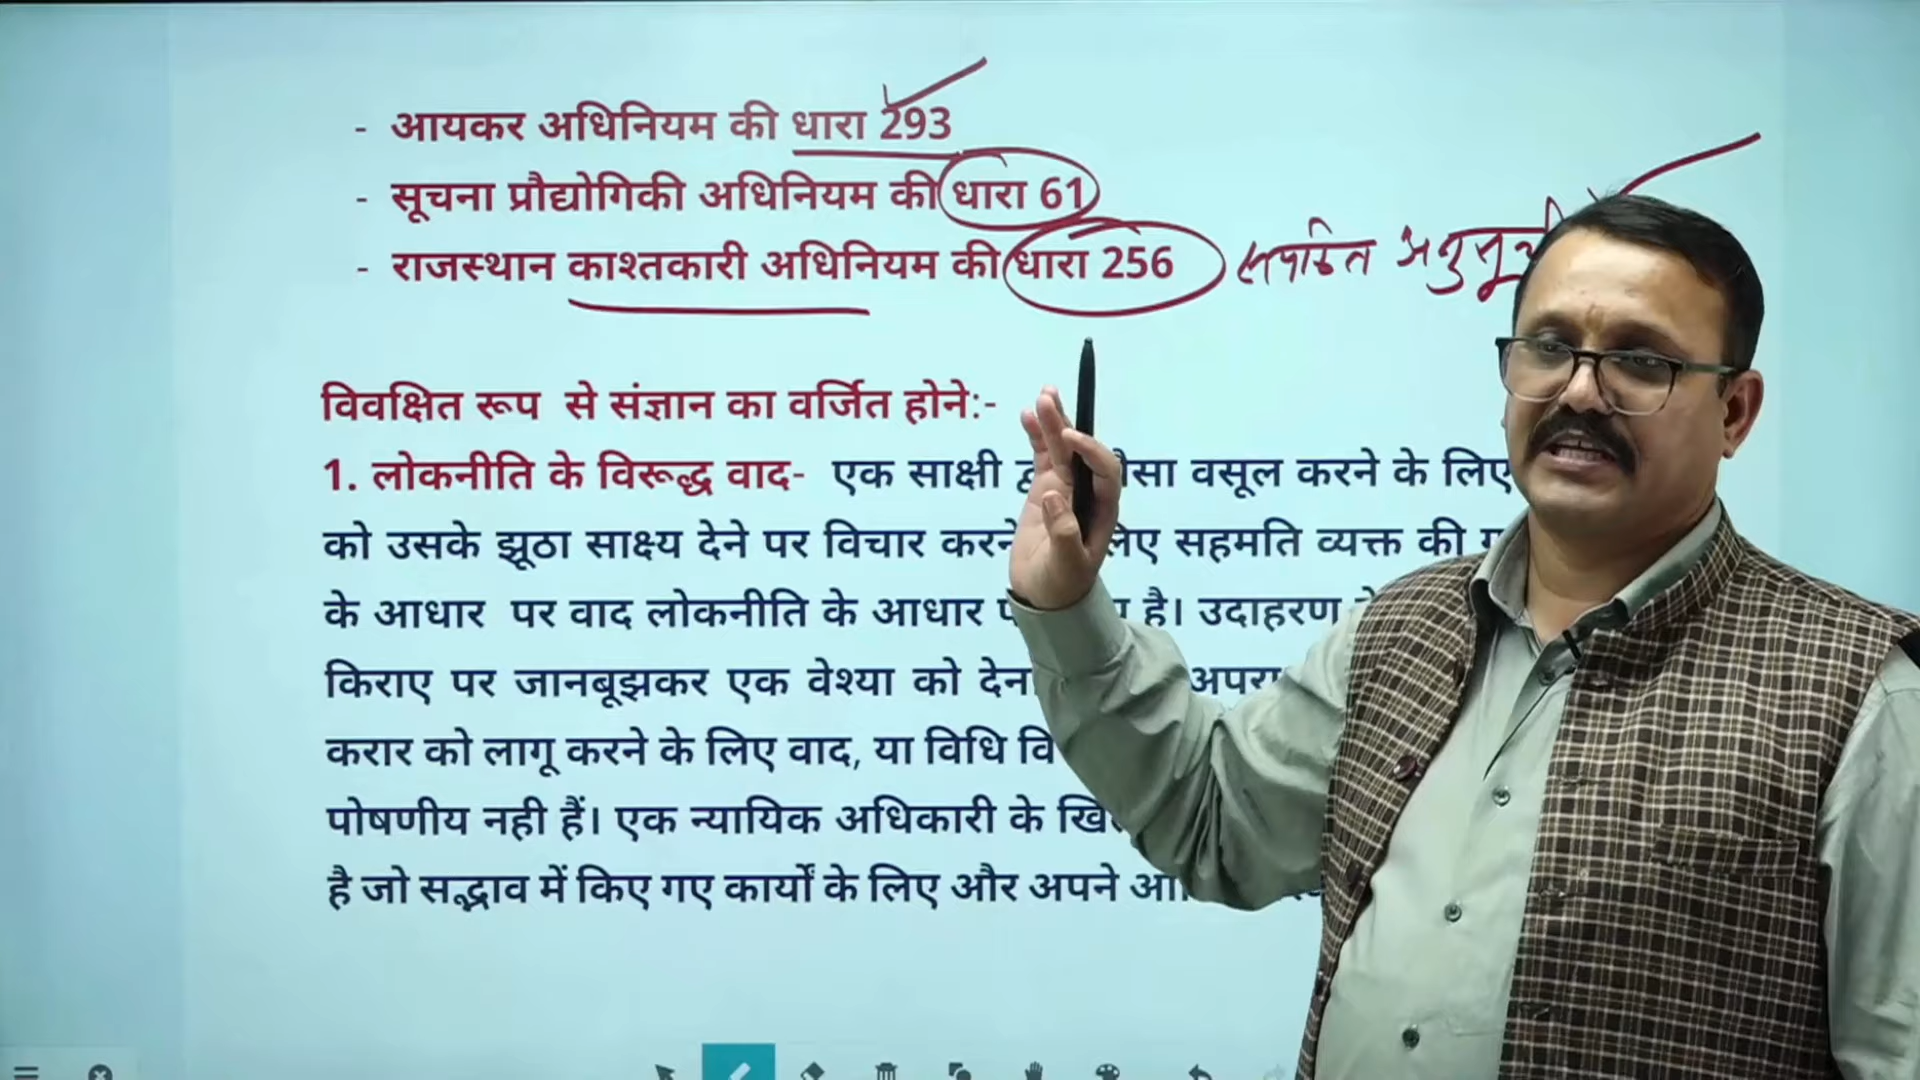 - आयकर अधिनियम की धारा 293
- सूचना प्रौद्योगिकी अधिनियम की धारा 61
- राजस्थान काश्तकारी अधिनियम की धारा 256 सपठित
विवक्षित रूप से संज्ञान का वर्जित होने:-
1. लोकनीति के विरूद्ध वाद- एक साक्षी वसूल करने के लिए
को उसके झूठा साक्ष्य देने पर विचार करने लिए सहमति व्यक्त की
के आधार पर वाद लोकनीति के आधार है। उदाहरण
किराए पर जानबूझकर एक वेश्या को
करार को लागू करने के लिए वाद, या विधि
पोषणीय नही हैं। एक न्यायिक अधिकारी के
है जो सद्भाव में किए गए कार्यों के लिए और अपने